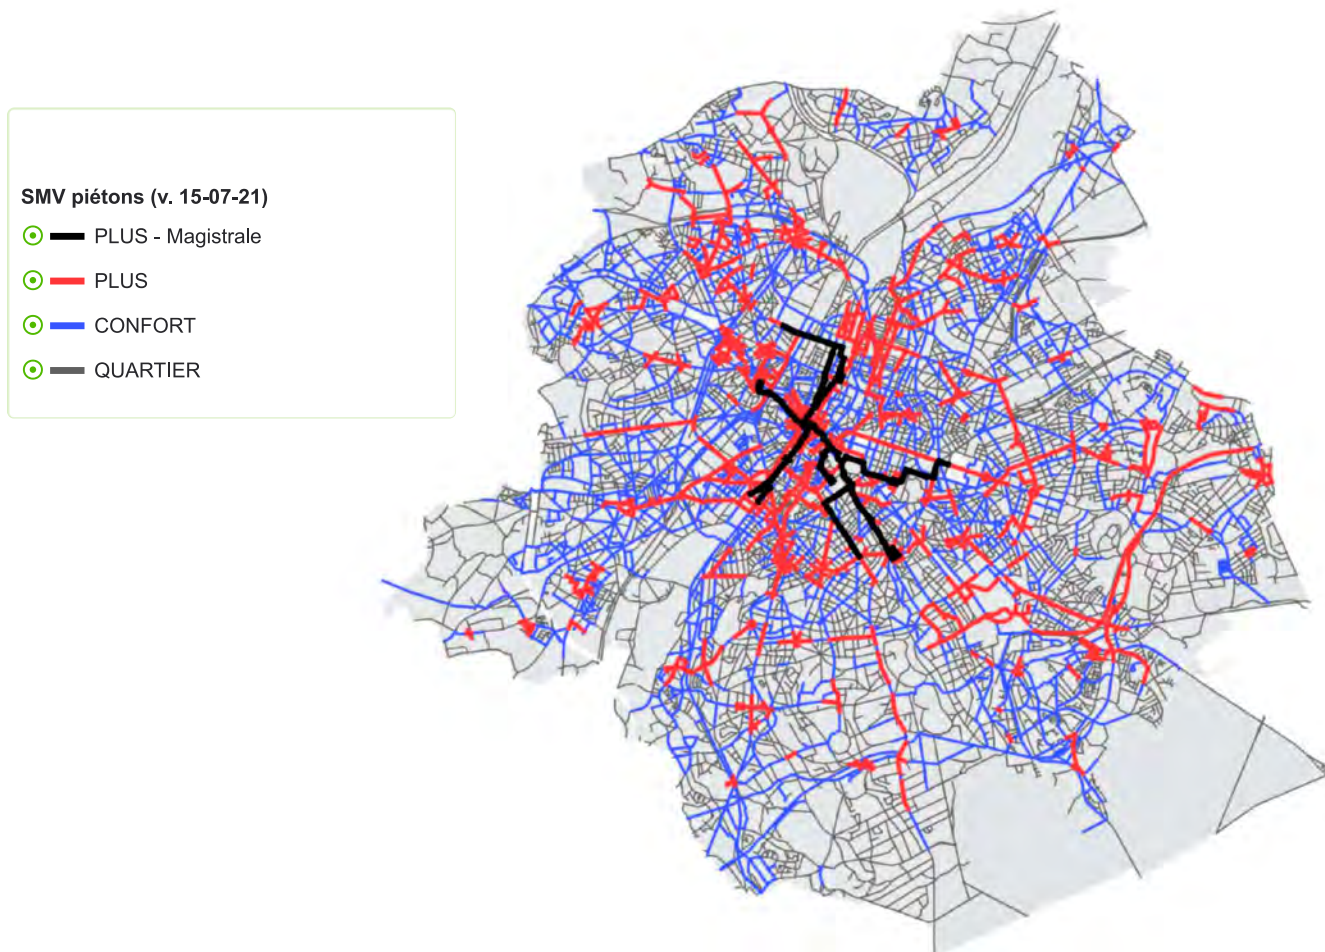 SMV piétons (v. 15-07-21)
PLUS - Magistrale
PLUS
CONFORT
QUARTIER